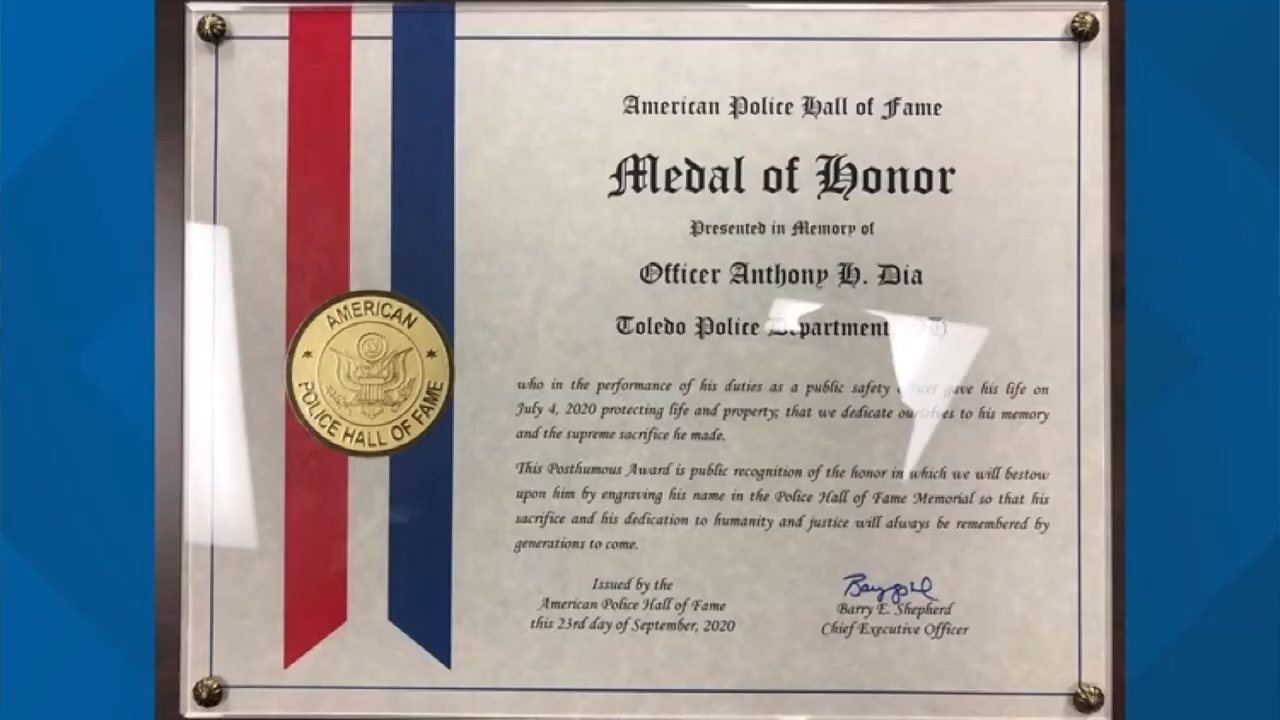 American Police Hall of Fame
Medal of Honor
Presented in Memory of
Officer Anthony H. Dia
Toledo Police Department
who in the performance of his duties as a public safety officer gave his life on
July 4, 2020 protecting life and property; that we dedicate ourselves to his memory
and the supreme sacrifice he made.
This Posthumous Award is public recognition of the honor in which we will bestow
upon him by engraving his name in the Police Hall of Fame Memorial so that his
sacrifice and his dedication to humanity and justice will always be remembered by
generations to come.
Issued by the
American Police Hall of Fame
this 23rd day of September, 2020
Barry E. Shepherd
Chief Executive Officer
AMERICAN
POLICE HALL OF FAME